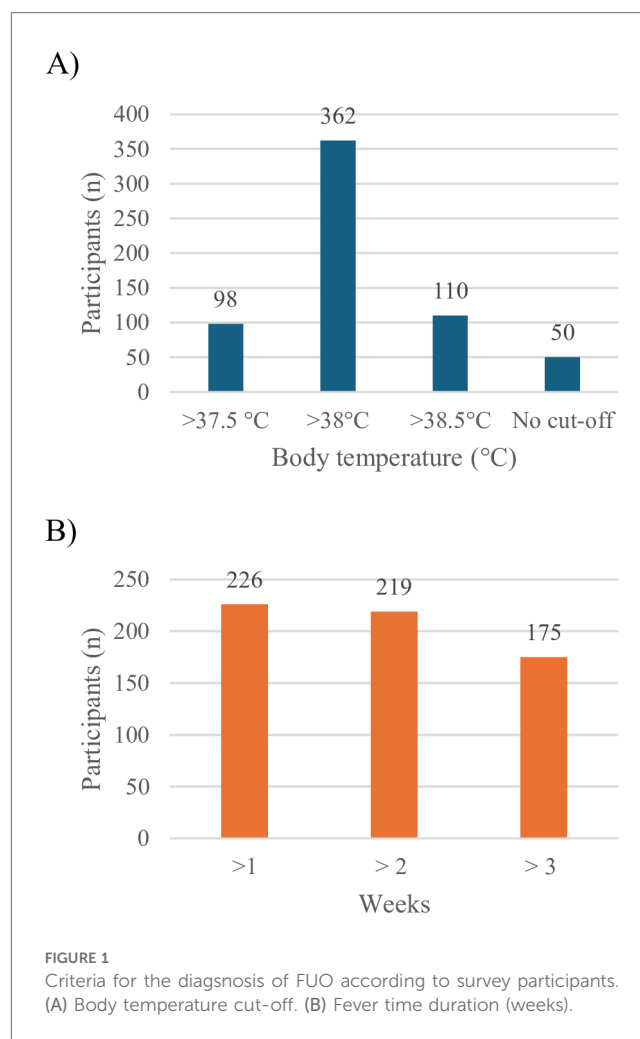 A)
400
350
300
250
200
150
100
50
0
Participants (n)
98
362
110
50
>37.5 °C
>38°C
>38.5°C
No cut-off
Body temperature (°C)
B)
250
200
150
100
50
0
Participants (n)
226
219
175
>1
> 2
> 3
Weeks
FIGURE 1
Criteria for the diagsnosis of FUO according to survey participants.
(A) Body temperature cut-off. (B) Fever time duration (weeks).